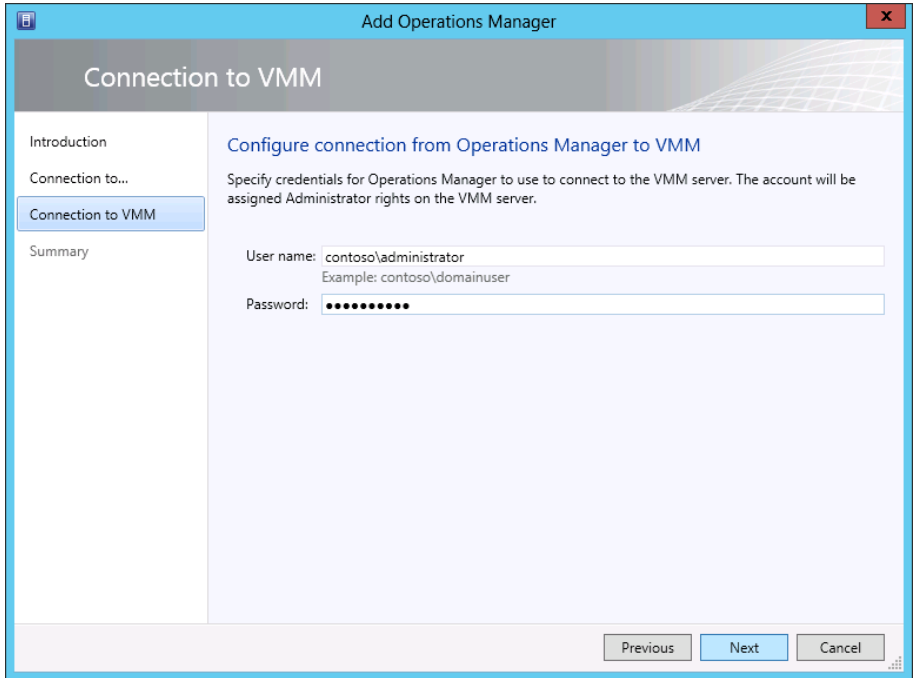 Add Operations Manager
x
Connection to VMM
Introduction
Connection to...
Connection to VMM
Summary
Configure connection from Operations Manager to VMM
Specify credentials for Operations Manager to use to connect to the VMM server. The account will be
assigned Administrator rights on the VMM server.
User name: contoso\administrator
Example: contoso\domainuser
Password: ●●●●●●●●●●
Previous Next Cancel